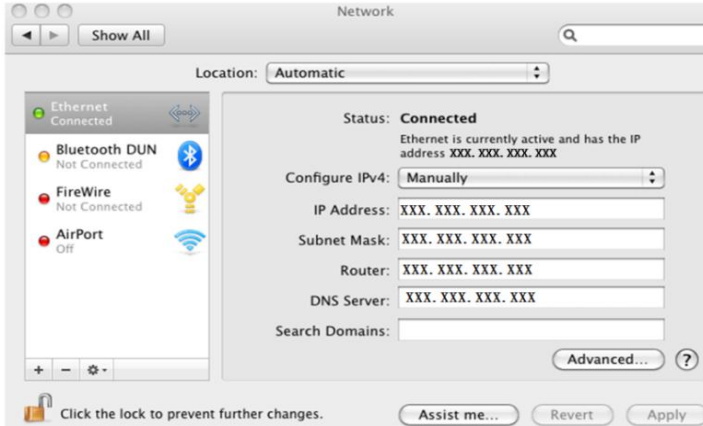 Network
Show All
Location: Automatic
Ethernet
Connected
Bluetooth DUN
Not Connected
FireWire
Not Connected
AirPort
Off
Status: Connected
Ethernet is currently active and has the IP
address XXX. XXX. XXX. XXX
Configure IPv4: Manually
IP Address: XXX. XXX. XXX. XXX
Subnet Mask: XXX. XXX. XXX. XXX
Router: XXX. XXX. XXX. XXX
DNS Server: XXX. XXX. XXX. XXX
Search Domains:
Advanced... ?
Click the lock to prevent further changes.
Assist me... Revert Apply